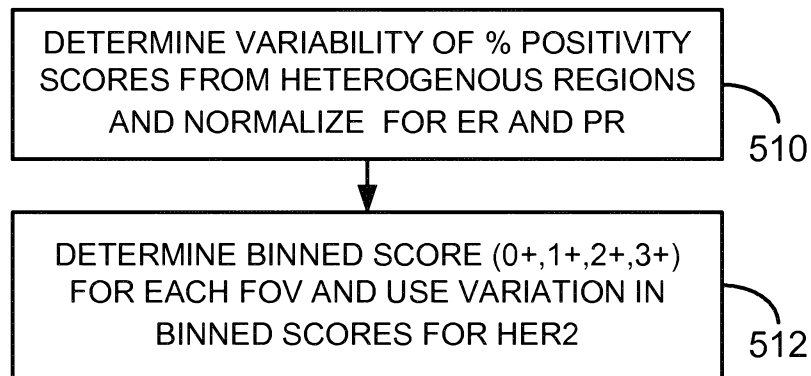 DETERMINE VARIABILITY OF % POSITIVITY
SCORES FROM HETEROGENOUS REGIONS
AND NORMALIZE FOR ER AND PR
510
DETERMINE BINNED SCORE (0+,1+,2+,3+)
FOR EACH FOV AND USE VARIATION IN
BINNED SCORES FOR HER2
512